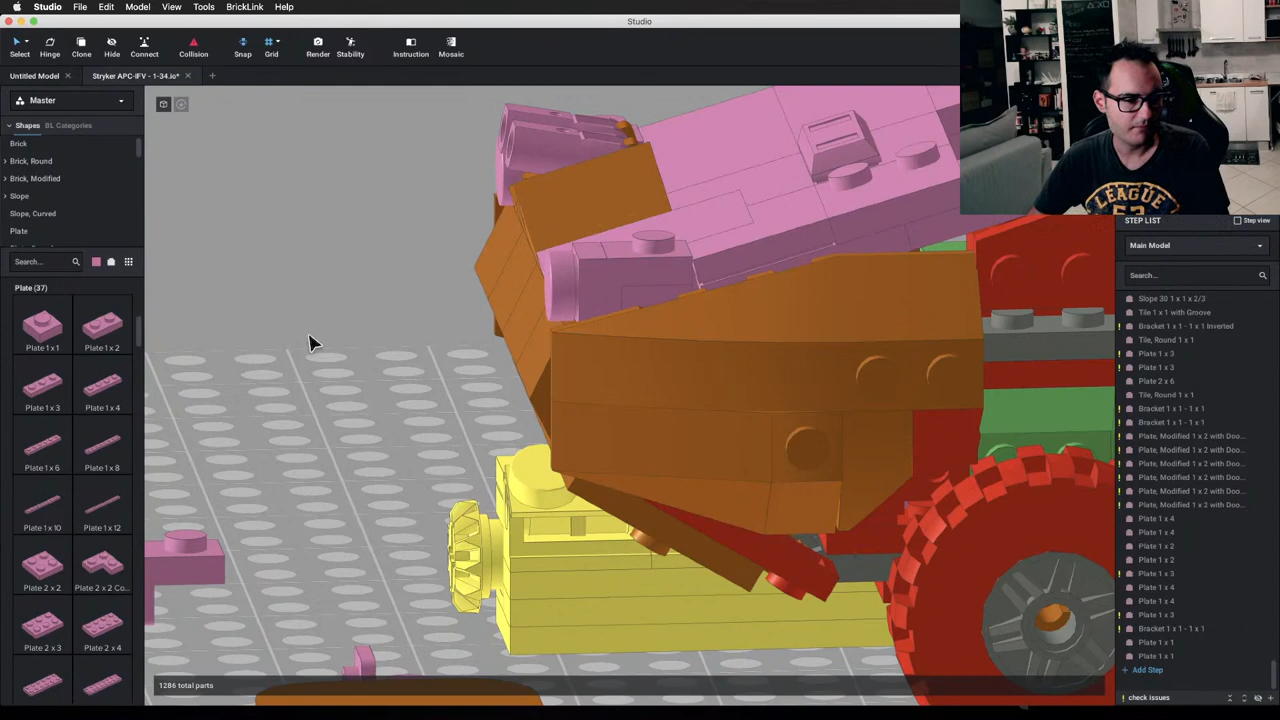 Studio File Edit Model View Tools BrickLink Help
Studio
Select Hinge Clone Hide Connect Collision Snap Grid Render Stability Instruction Mosaic
Untitled Model Stryker APC-IFV - 1-34.io*
Master
Shapes BL Categories
Brick
Brick, Round
Brick, Modified
Slope
Slope, Curved
Plate
Search...
Plate (37)
Plate 1 x 1 Plate 1 x 2
Plate 1 x 3 Plate 1 x 4
Plate 1 x 6 Plate 1 x 8
Plate 1 x 10 Plate 1 x 12
Plate 2 x 2 Plate 2 x 2 Co...
Plate 2 x 3 Plate 2 x 4
1286 total parts
LEAGUE
STEP LIST Step view
Main Model
Search...
Slope 30 1 x 1 x 2/3
Tile 1 x 1 with Groove
Bracket 1 x 1 - 1 x 1 Inverted
Tile, Round 1 x 1
Plate 1 x 3
Plate 1 x 3
Plate 2 x 6
Tile, Round 1 x 1
Bracket 1 x 1 - 1 x 1
Bracket 1 x 1 - 1 x 1
Plate, Modified 1 x 2 with Doo...
Plate, Modified 1 x 2 with Doo...
Plate, Modified 1 x 2 with Doo...
Plate, Modified 1 x 2 with Doo...
Plate, Modified 1 x 2 with Doo...
Plate, Modified 1 x 2 with Doo...
Plate 1 x 4
Plate 1 x 4
Plate 1 x 2
Plate 1 x 2
Plate 1 x 3
Plate 1 x 4
Plate 1 x 4
Plate 1 x 3
Bracket 1 x 1 - 1 x 1
Plate 1 x 1
Plate 1 x 1
Add Step
check issues